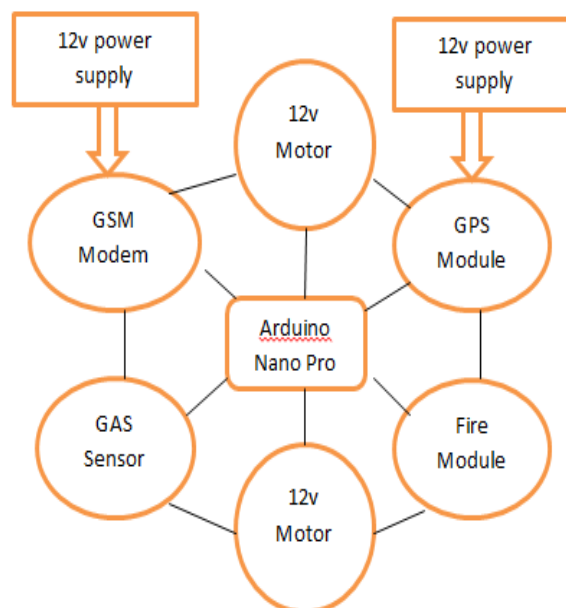 12v power
supply
12v power
supply
12v
Motor
GSM
Modem
GPS
Module
Arduino
Nano Pro
GAS
Sensor
Fire
Module
12v
Motor